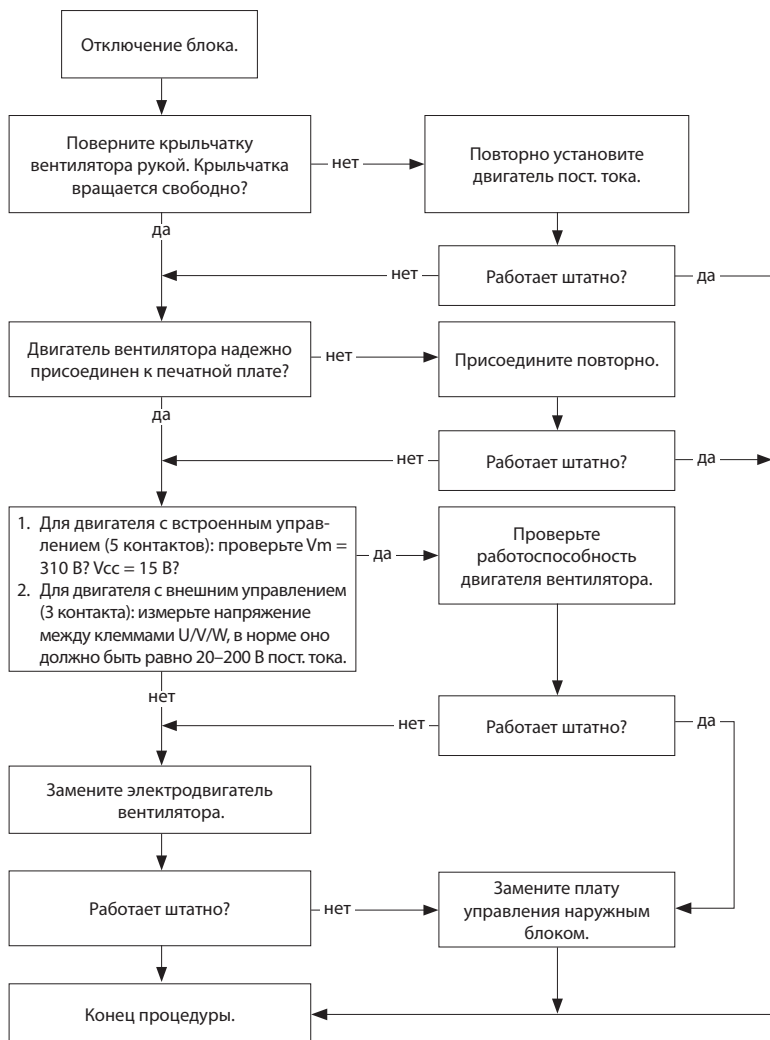 Отключение блока.
Поверните крыльчатку
вентилятора рукой. Крыльчатка
вращается свободно?
нет
Повторно установите
двигатель пост. тока.
да
нет
Работает штатно?
да
Двигатель вентилятора надежно
присоединен к печатной плате?
нет
Присоедините повторно.
да
нет
Работает штатно?
да
1. Для двигателя с встроенным управ-
лением (5 контактов): проверьте Vm =
310 В? Vcc = 15 В?
2. Для двигателя с внешним управлением
(3 контакта): измерьте напряжение
между клеммами U/V/W, в норме оно
должно быть равно 20–200 В пост. тока.
да
Проверьте
работоспособность
двигателя вентилятора.
нет
нет
Работает штатно?
да
Замените электродвигатель
вентилятора.
Работает штатно?
нет
Замените плату
управления наружным
блоком.
Конец процедуры.